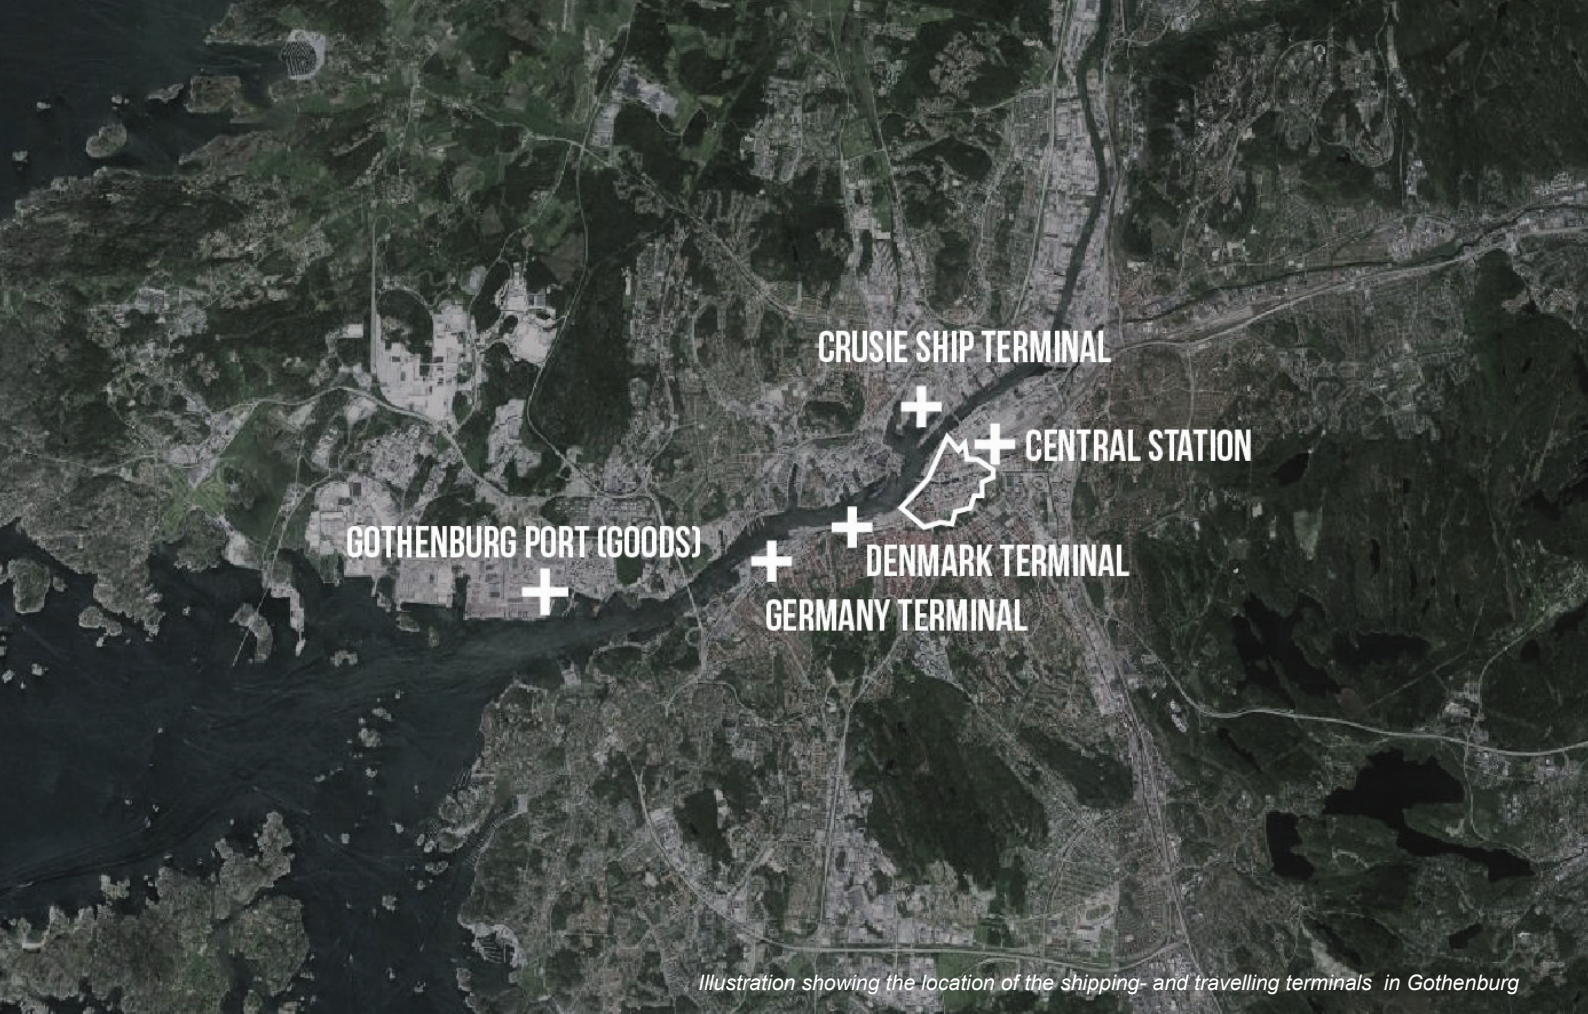 CRUSIE SHIP TERMINAL
CENTRAL STATION
GOTHENBURG PORT (GOODS)
DENMARK TERMINAL
GERMANY TERMINAL
Illustration showing the location of the shipping- and travelling terminals in Gothenburg